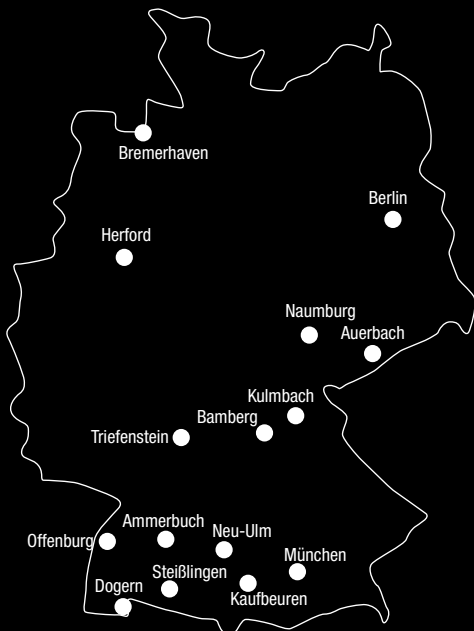 Bremerhaven
Berlin
Herford
Naumburg
Auerbach
Kulmbach
Bamberg
Triefenstein
Ammerbuch
Neu-Ulm
Offenburg
München
Steißlingen
Dogern
Kaufbeuren